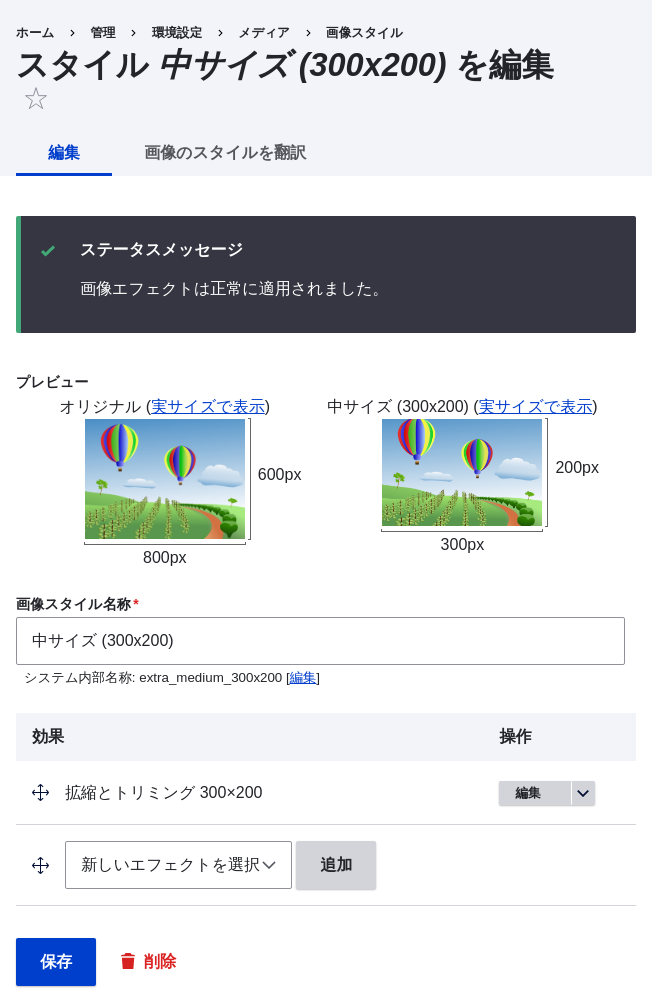 ホーム › 管理 › 環境設定 › メディア › 画像スタイル
スタイル 中サイズ (300x200) を編集
編集 画像のスタイルを翻訳
ステータスメッセージ
画像エフェクトは正常に適用されました。
プレビュー
オリジナル (実サイズで表示) 中サイズ (300x200) (実サイズで表示)
600px 200px
800px 300px
画像スタイル名称*
中サイズ (300x200)
システム内部名称: extra_medium_300x200 [編集]
効果 操作
拡縮とトリミング 300×200 編集
新しいエフェクトを選択 追加
保存 削除